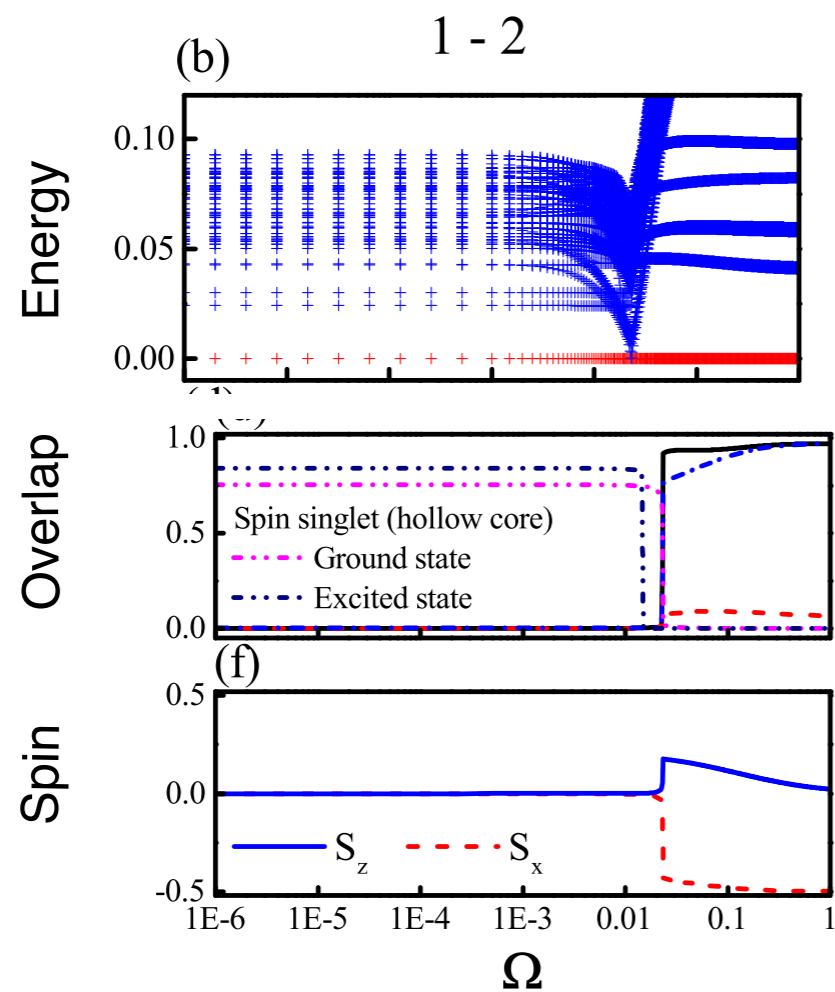 1 - 2
(b)
Energy
0.10
0.05
0.00
Overlap
1.0
0.5
0.0
Spin singlet (hollow core)
Ground state
Excited state
(f)
Spin
0.5
0.0
-0.5
S_z
S_x
1E-6 1E-5 1E-4 1E-3 0.01 0.1 1
Ω